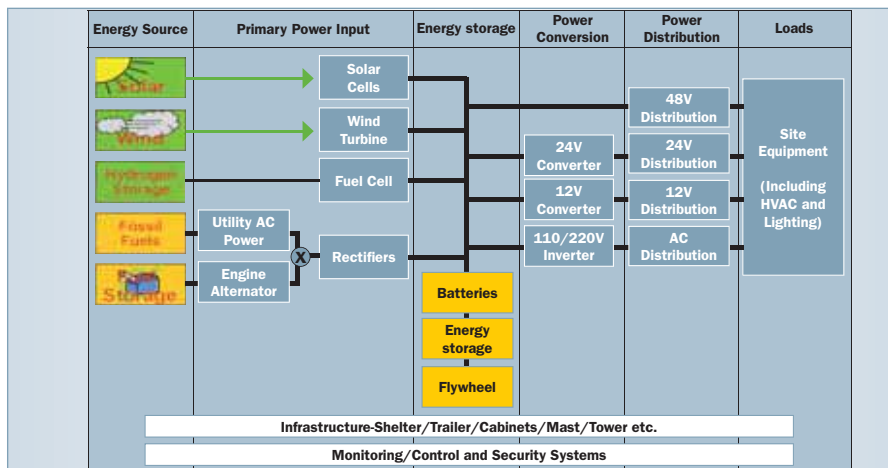 Energy Source
Primary Power Input
Energy storage
Power
Conversion
Power
Distribution
Loads
Solar
Solar
Cells
Wind
Wind
Turbine
Hydrogen
Storage
Fuel Cell
Fossil
Fuels
Utility AC
Power
X
Rectifiers
Storage
Engine
Alternator
Batteries
Energy
storage
Flywheel
24V
Converter
12V
Converter
110/220V
Inverter
48V
Distribution
24V
Distribution
12V
Distribution
AC
Distribution
Site
Equipment
(Including
HVAC and
Lighting)
Infrastructure-Shelter/Trailer/Cabinets/Mast/Tower etc.
Monitoring/Control and Security Systems